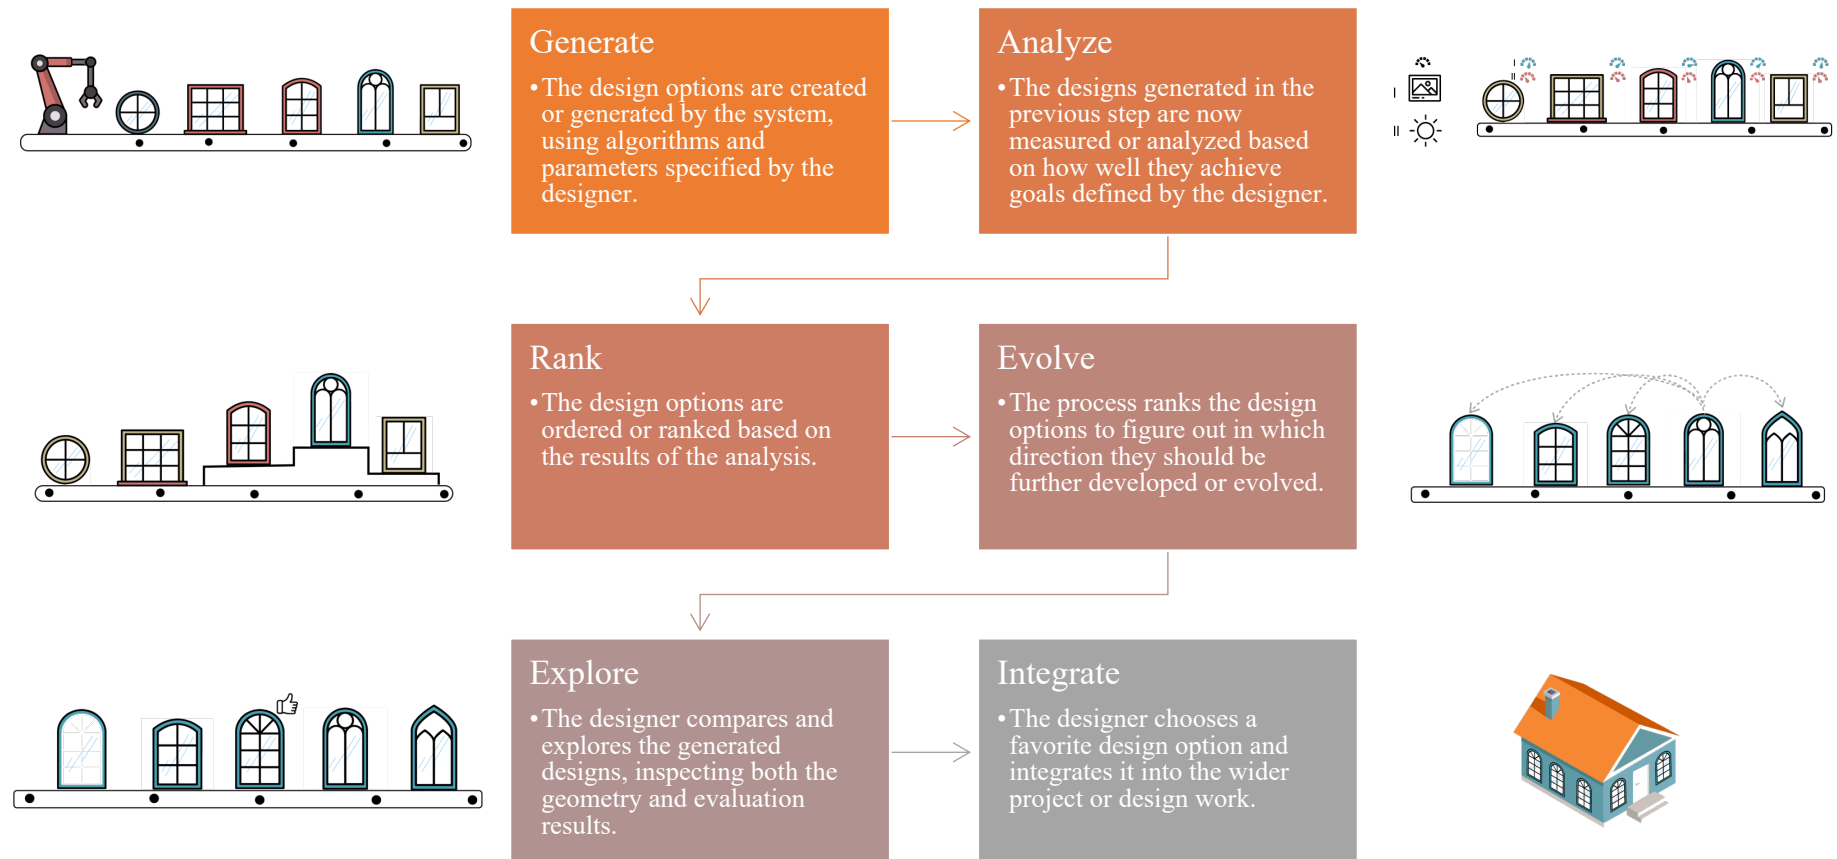 Generate
•The design options are created
or generated by the system,
using algorithms and
parameters specified by the
designer.
Analyze
•The designs generated in the
previous step are now
measured or analyzed based
on how well they achieve
goals defined by the designer.
I
II
I
II
Rank
•The design options are
ordered or ranked based on
the results of the analysis.
Evolve
•The process ranks the design
options to figure out in which
direction they should be
further developed or evolved.
Explore
•The designer compares and
explores the generated
designs, inspecting both the
geometry and evaluation
results.
Integrate
•The designer chooses a
favorite design option and
integrates it into the wider
project or design work.